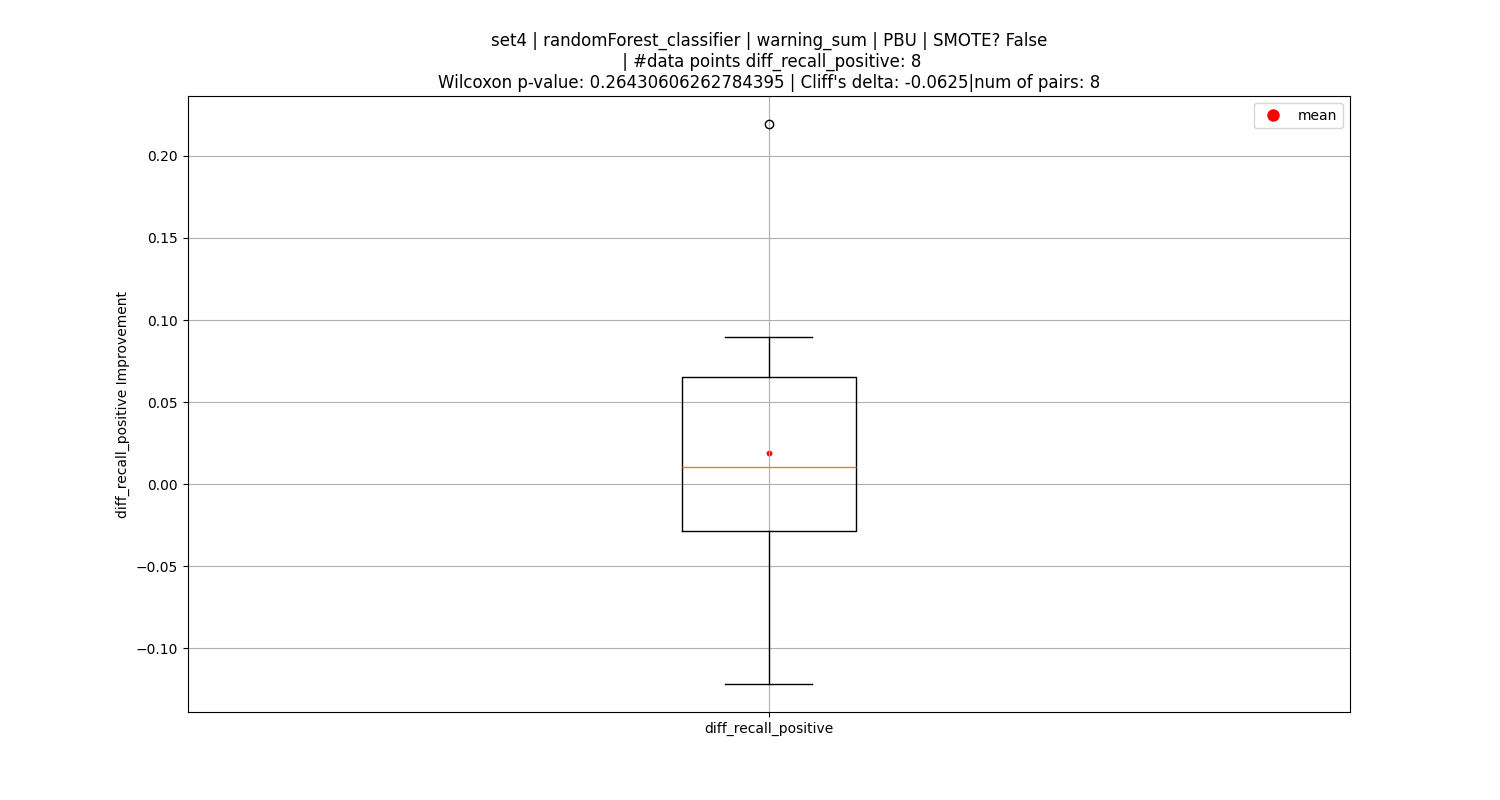 set4 | randomForest_classifier | warning_sum | PBU | SMOTE? False
| #data points diff_recall_positive: 8
Wilcoxon p-value: 0.26430606262784395 | Cliff's delta: -0.0625|num of pairs: 8
mean
0.20
0.15
0.10
0.05
0.00
−0.05
−0.10
diff_recall_positive Improvement
diff_recall_positive